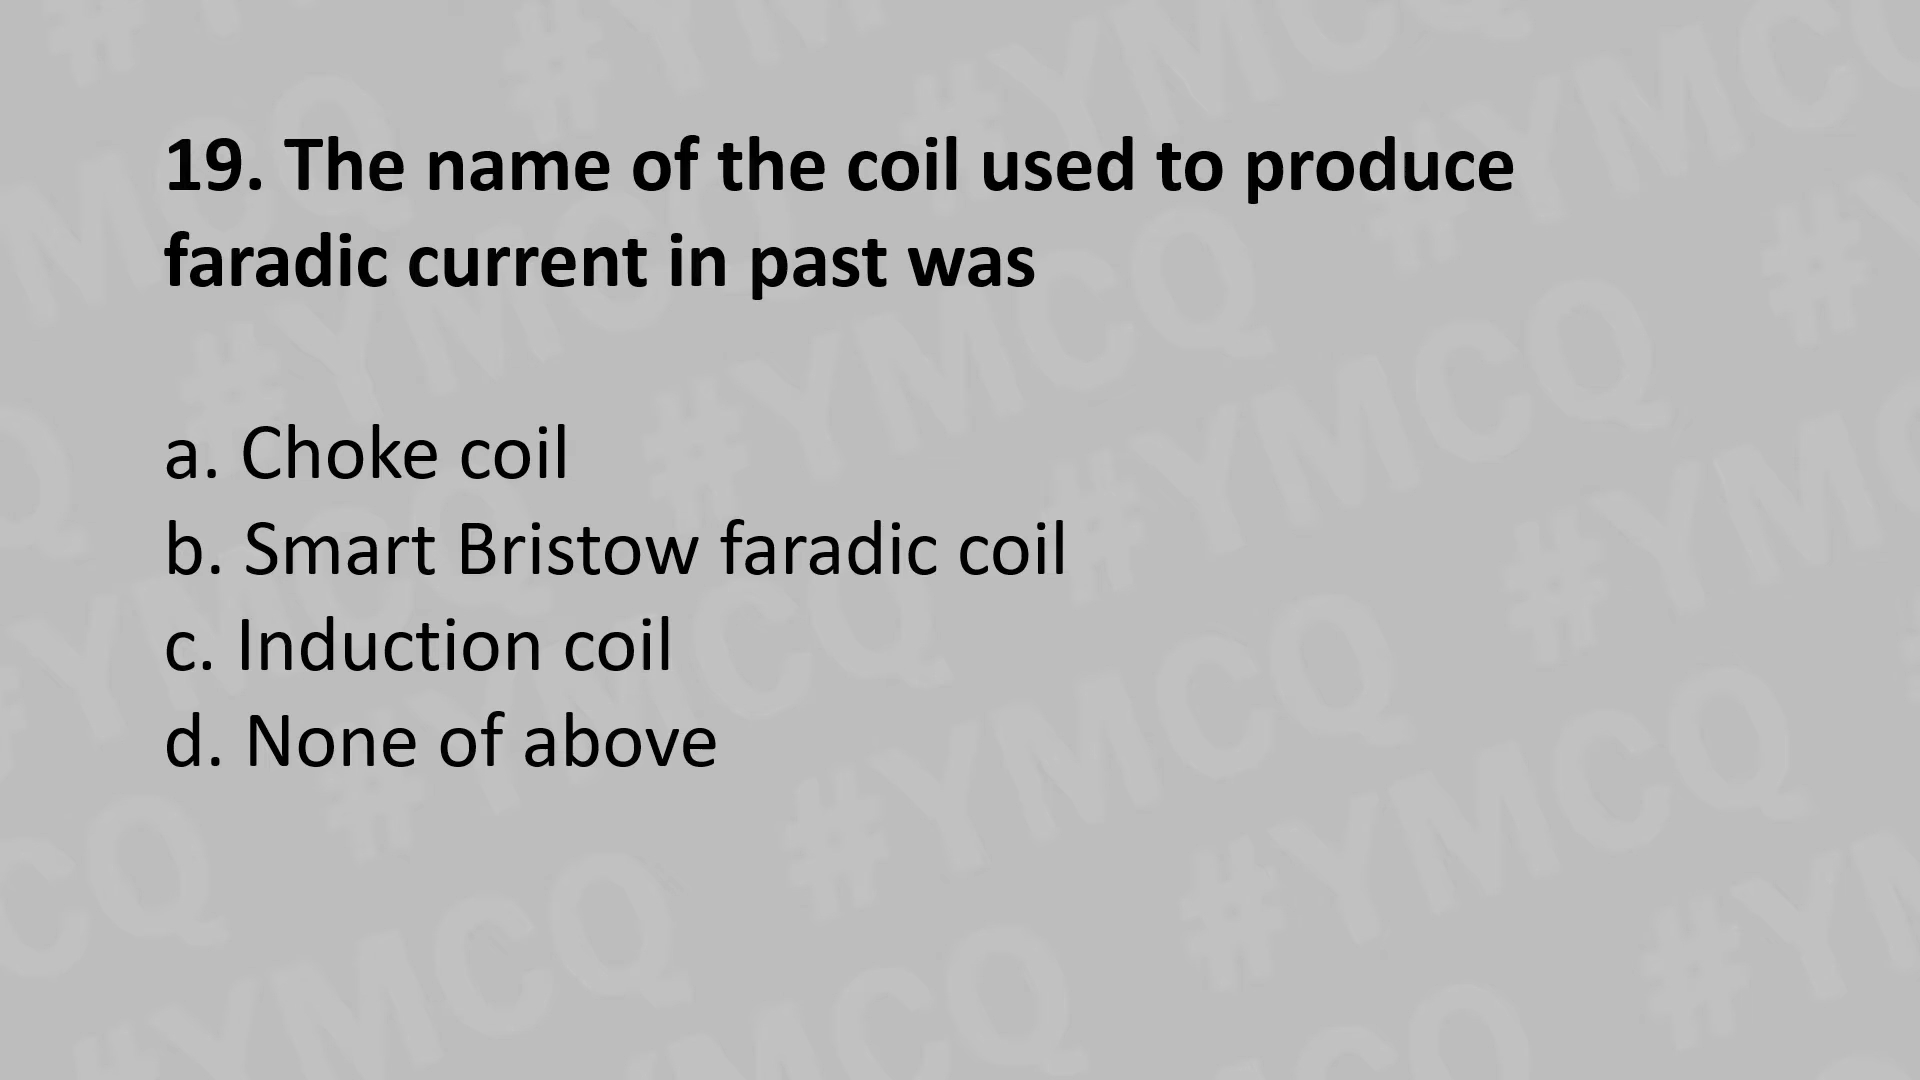 19. The name of the coil used to produce
faradic current in past was
a. Choke coil
b. Smart Bristow faradic coil
c. Induction coil
d. None of above